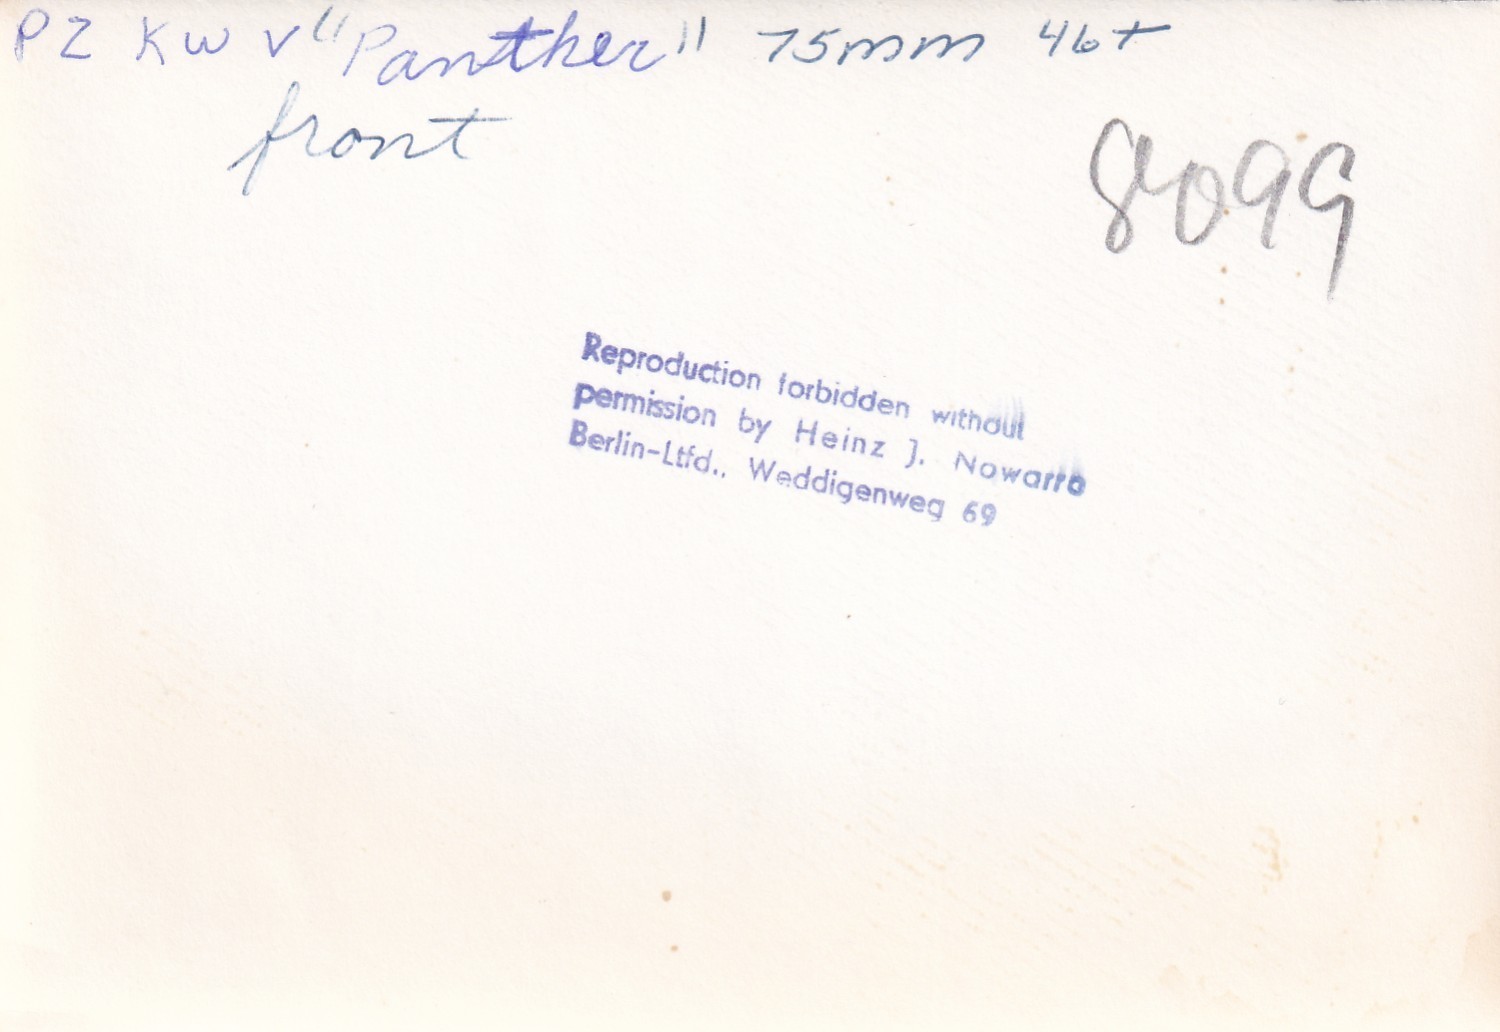 PZ KW V "Panther" 75mm 46t
front
8099
Reproduction forbidden without
permission by Heinz J. Nowarra
Berlin-Ltfd., Weddigenweg 69